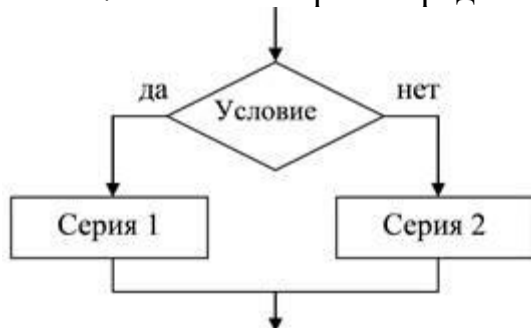 да
нет
Условие
Серия 1
Серия 2